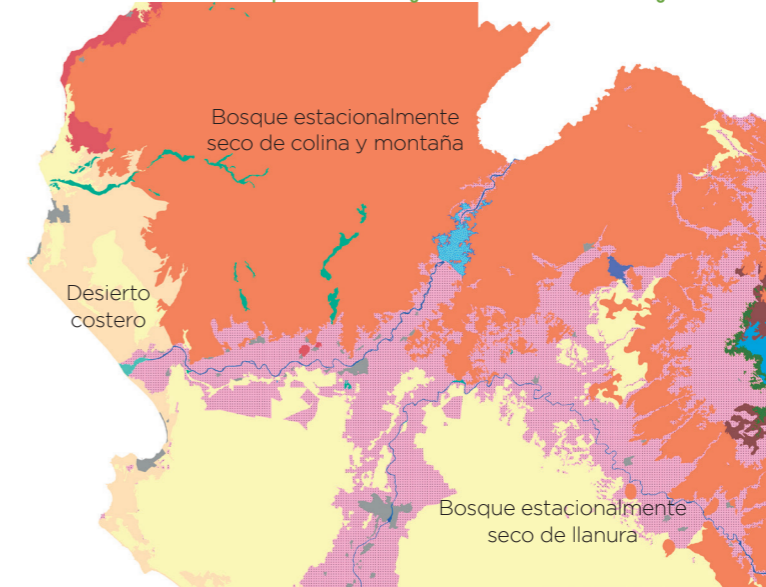 Bosque estacionalmente
seco de colina y montaña
Desierto
costero
Bosque estacionalmente
seco de llanura